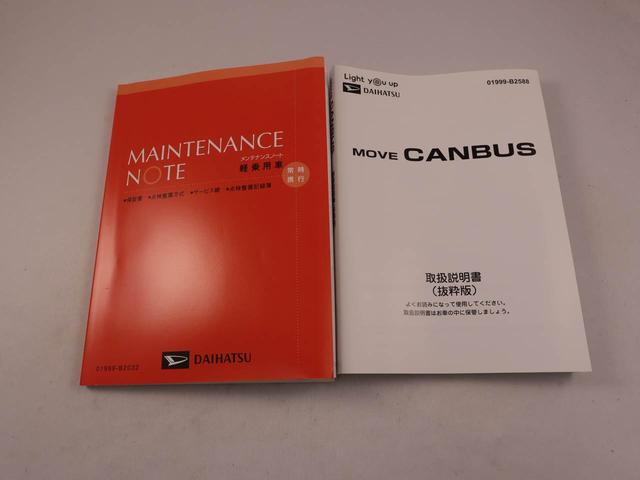 MAINTENANCE
NOTE
メンテナンスノート
軽乗用車
常時
携行
•保証書 •点検整備方式 •サービス網 •点検整備記録簿
DAIHATSU
01999-B2032
Light you up
DAIHATSU
01999-B2588
MOVE CANBUS
取扱説明書
(抜粋版)
よくお読みになって使用してください。
取扱説明書はお車の中に保管しましょう。